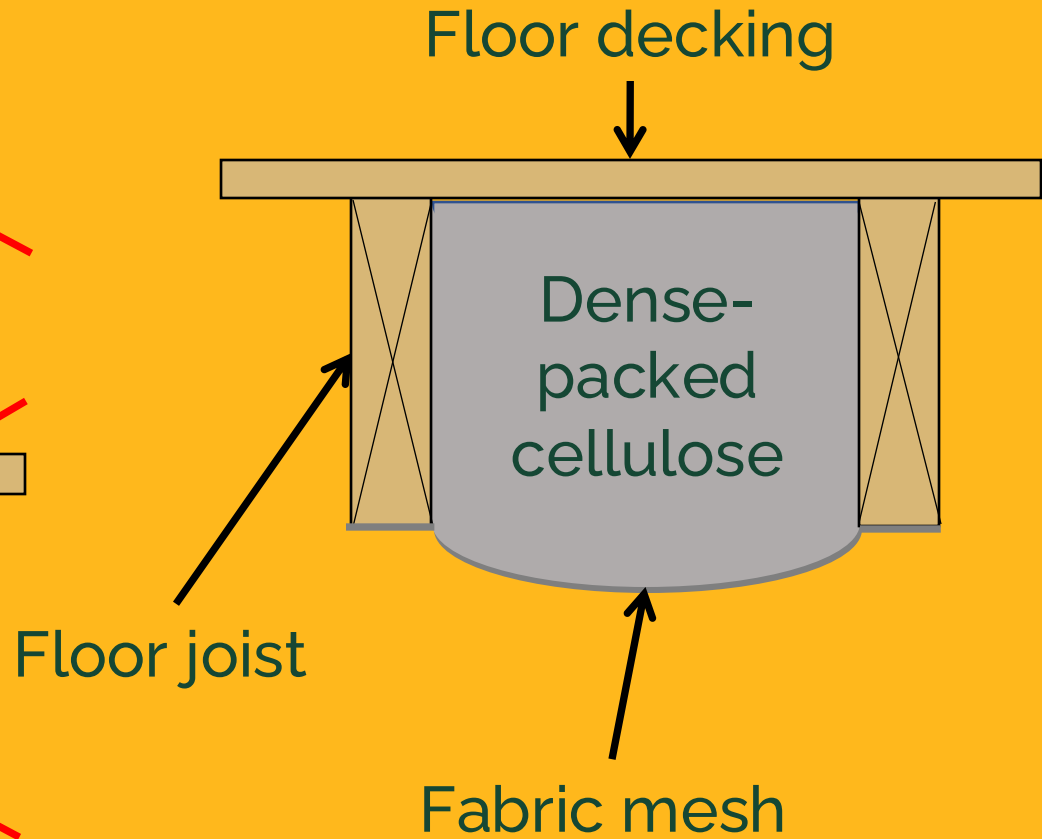 Floor decking
Dense-
packed
cellulose
Floor joist
Fabric mesh